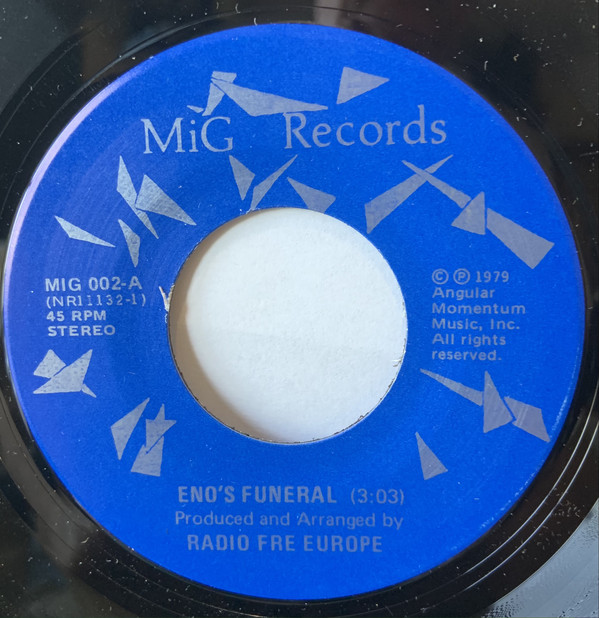 MiG Records
MIG 002-A
(NR11132-1)
45 RPM
STEREO
© ℗ 1979
Angular
Momentum
Music, Inc.
All rights
reserved.
ENO'S FUNERAL (3:03)
Produced and Arranged by
RADIO FRE EUROPE